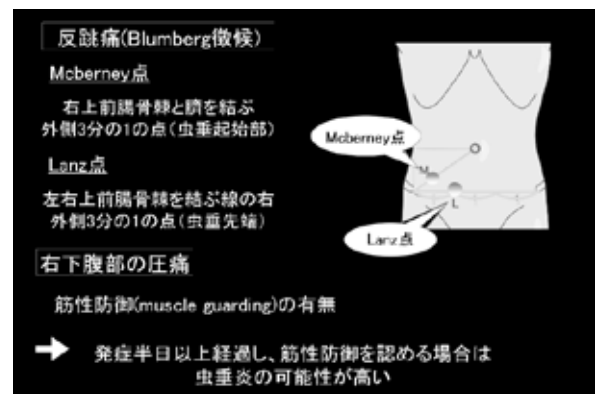 反跳痛(Blumberg徴候)
Mcberney点
右上前腸骨棘と臍を結ぶ
外側3分の1の点(虫垂起始部)
Lanz点
左右上前腸骨棘を結ぶ線の右
外側3分の1の点(虫垂先端)
Mcberney点
M
L
Lanz点
右下腹部の圧痛
筋性防御(muscle guarding)の有無
➞ 発症半日以上経過し、筋性防御を認める場合は
虫垂炎の可能性が高い